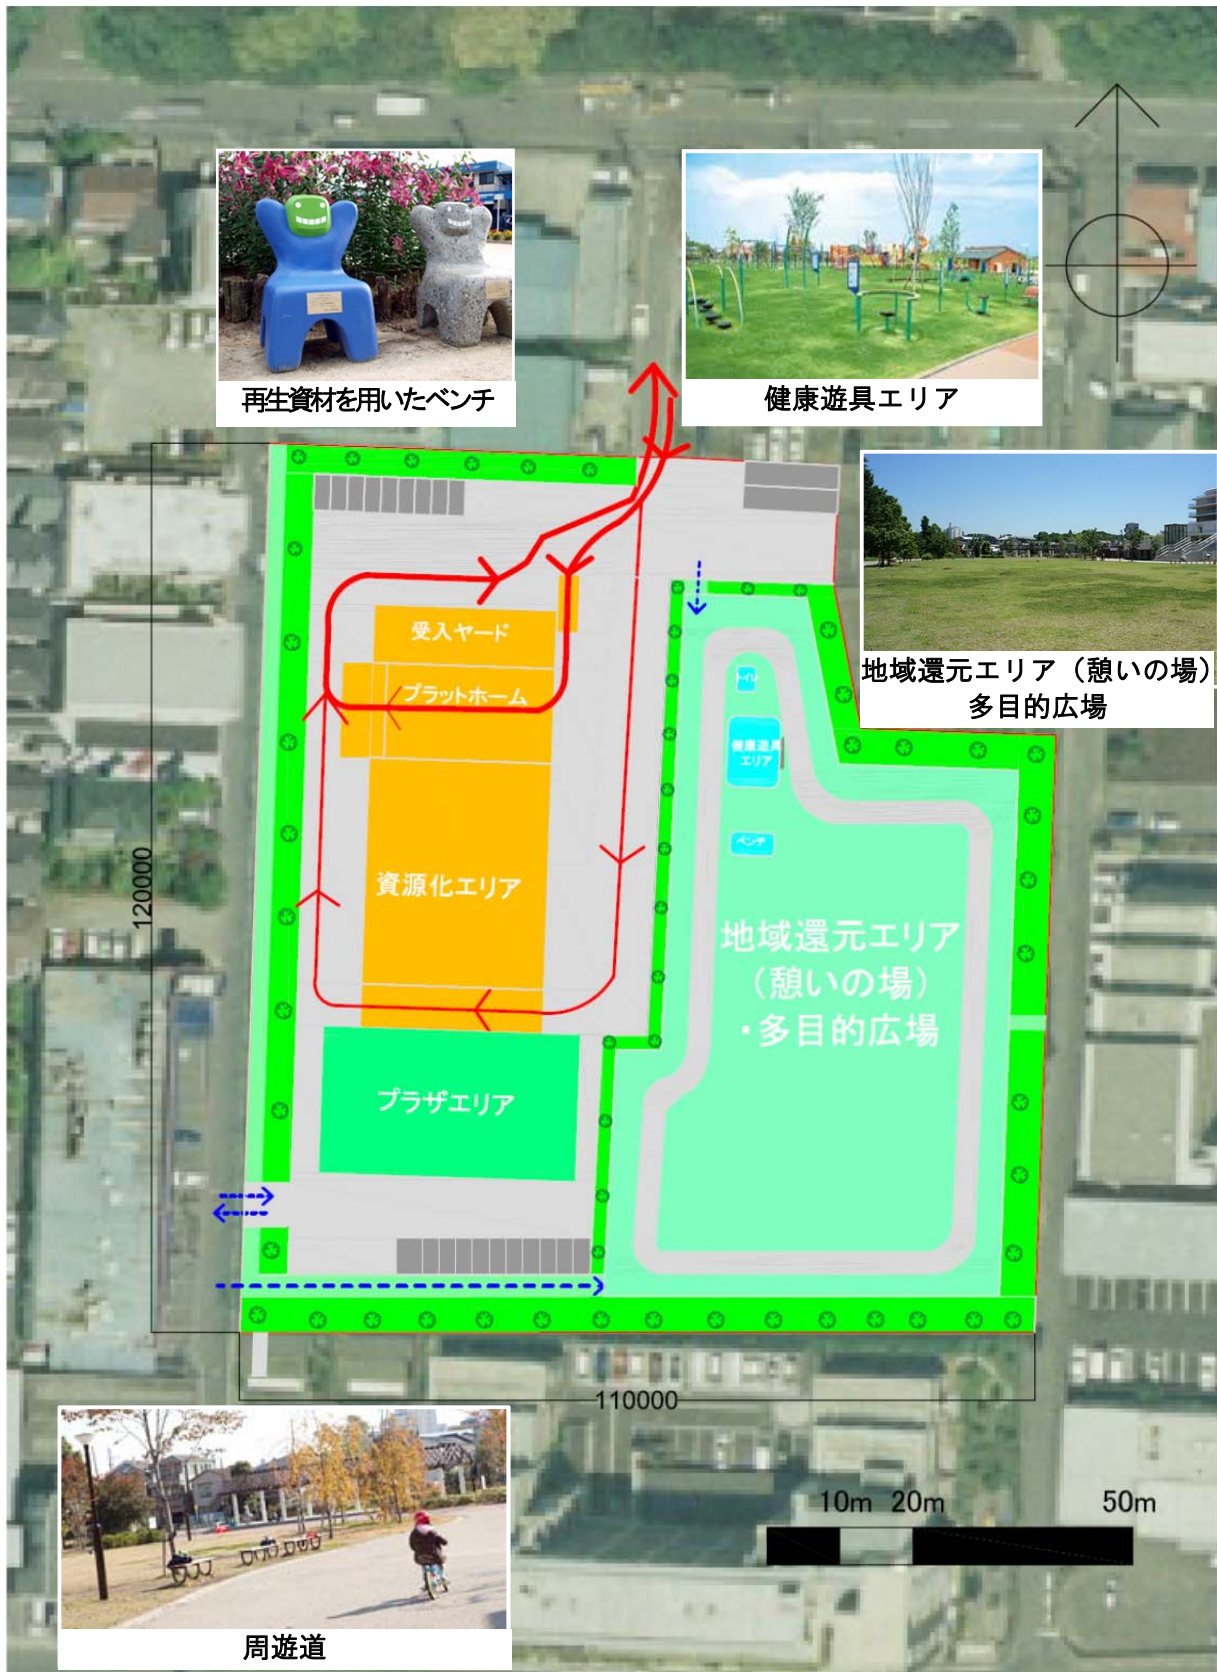 再生資材を用いたベンチ
健康遊具エリア
地域還元エリア（憩いの場）
多目的広場
受入ヤード
プラットホーム
トイレ
健康遊具
エリア
ベンチ
資源化エリア
地域還元エリア
（憩いの場）
・多目的広場
プラザエリア
120000
110000
10m 20m 50m
周遊道